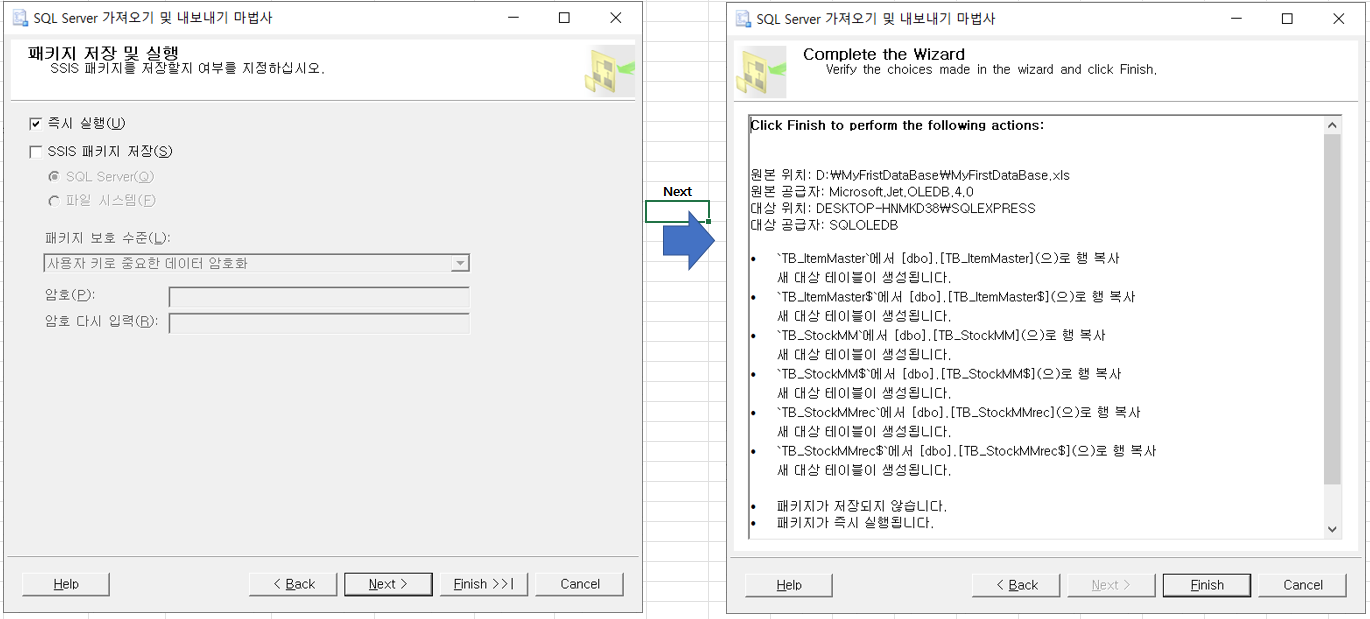 SQL Server 가져오기 및 내보내기 마법사
패키지 저장 및 실행
SSIS 패키지를 저장할지 여부를 지정하십시오.
즉시 실행(U)
SSIS 패키지 저장(S)
SQL Server(Q)
파일 시스템(F)
패키지 보호 수준(L):
사용자 키로 중요한 데이터 암호화
암호(P):
암호 다시 입력(R):
Help
< Back
Next >
Finish >>|
Cancel
Next
SQL Server 가져오기 및 내보내기 마법사
Complete the Wizard
Verify the choices made in the wizard and click Finish.
Click Finish to perform the following actions:
원본 위치: D:₩MyFristDataBase₩MyFirstDataBase.xls
원본 공급자: Microsoft.Jet.OLEDB.4.0
대상 위치: DESKTOP-HNMKD38₩SQLEXPRESS
대상 공급자: SQLOLEDB
• `TB_ItemMaster`에서 [dbo].[TB_ItemMaster](으)로 행 복사
새 대상 테이블이 생성됩니다.
• `TB_ItemMaster$`에서 [dbo].[TB_ItemMaster$](으)로 행 복사
새 대상 테이블이 생성됩니다.
• `TB_StockMM`에서 [dbo].[TB_StockMM](으)로 행 복사
새 대상 테이블이 생성됩니다.
• `TB_StockMM$`에서 [dbo].[TB_StockMM$](으)로 행 복사
새 대상 테이블이 생성됩니다.
• `TB_StockMMrec`에서 [dbo].[TB_StockMMrec](으)로 행 복사
새 대상 테이블이 생성됩니다.
• `TB_StockMMrec$`에서 [dbo].[TB_StockMMrec$](으)로 행 복사
새 대상 테이블이 생성됩니다.
• 패키지가 저장되지 않습니다.
• 패키지가 즉시 실행됩니다.
Help
< Back
Next >
Finish
Cancel